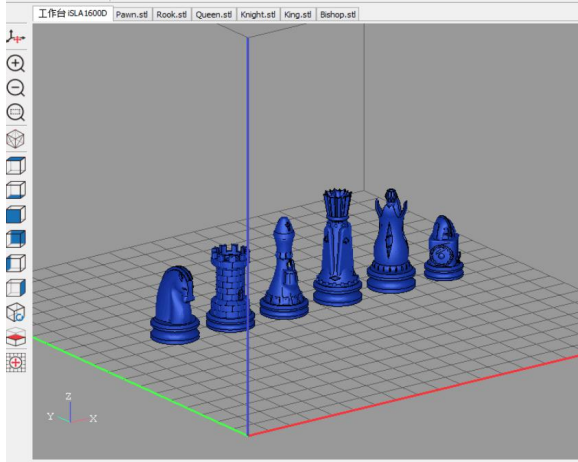 工作台 iSLA1600D Pawn.stl Rook.stl Queen.stl Knight.stl King.stl Bishop.stl
Z
Y X